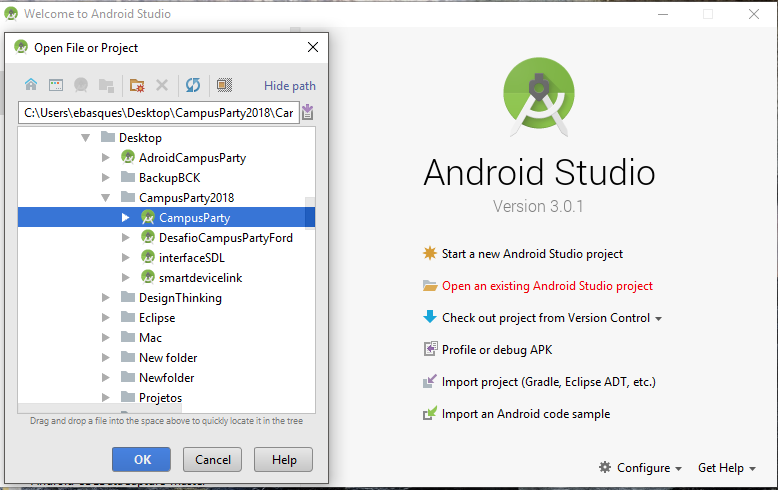 Welcome to Android Studio
Open File or Project
Hide path
C:\Users\ebasques\Desktop\CampusParty2018\Car
Desktop
AdroidCampusParty
BackupBCK
CampusParty2018
CampusParty
DesafioCampusPartyFord
interfaceSDL
smartdevicelink
DesignThinking
Eclipse
Mac
New folder
Newfolder
Projetos
Drag and drop a file into the space above to quickly locate it in the tree
OK
Cancel
Help
Android Studio
Version 3.0.1
Start a new Android Studio project
Open an existing Android Studio project
Check out project from Version Control
Profile or debug APK
Import project (Gradle, Eclipse ADT, etc.)
Import an Android code sample
Configure
Get Help